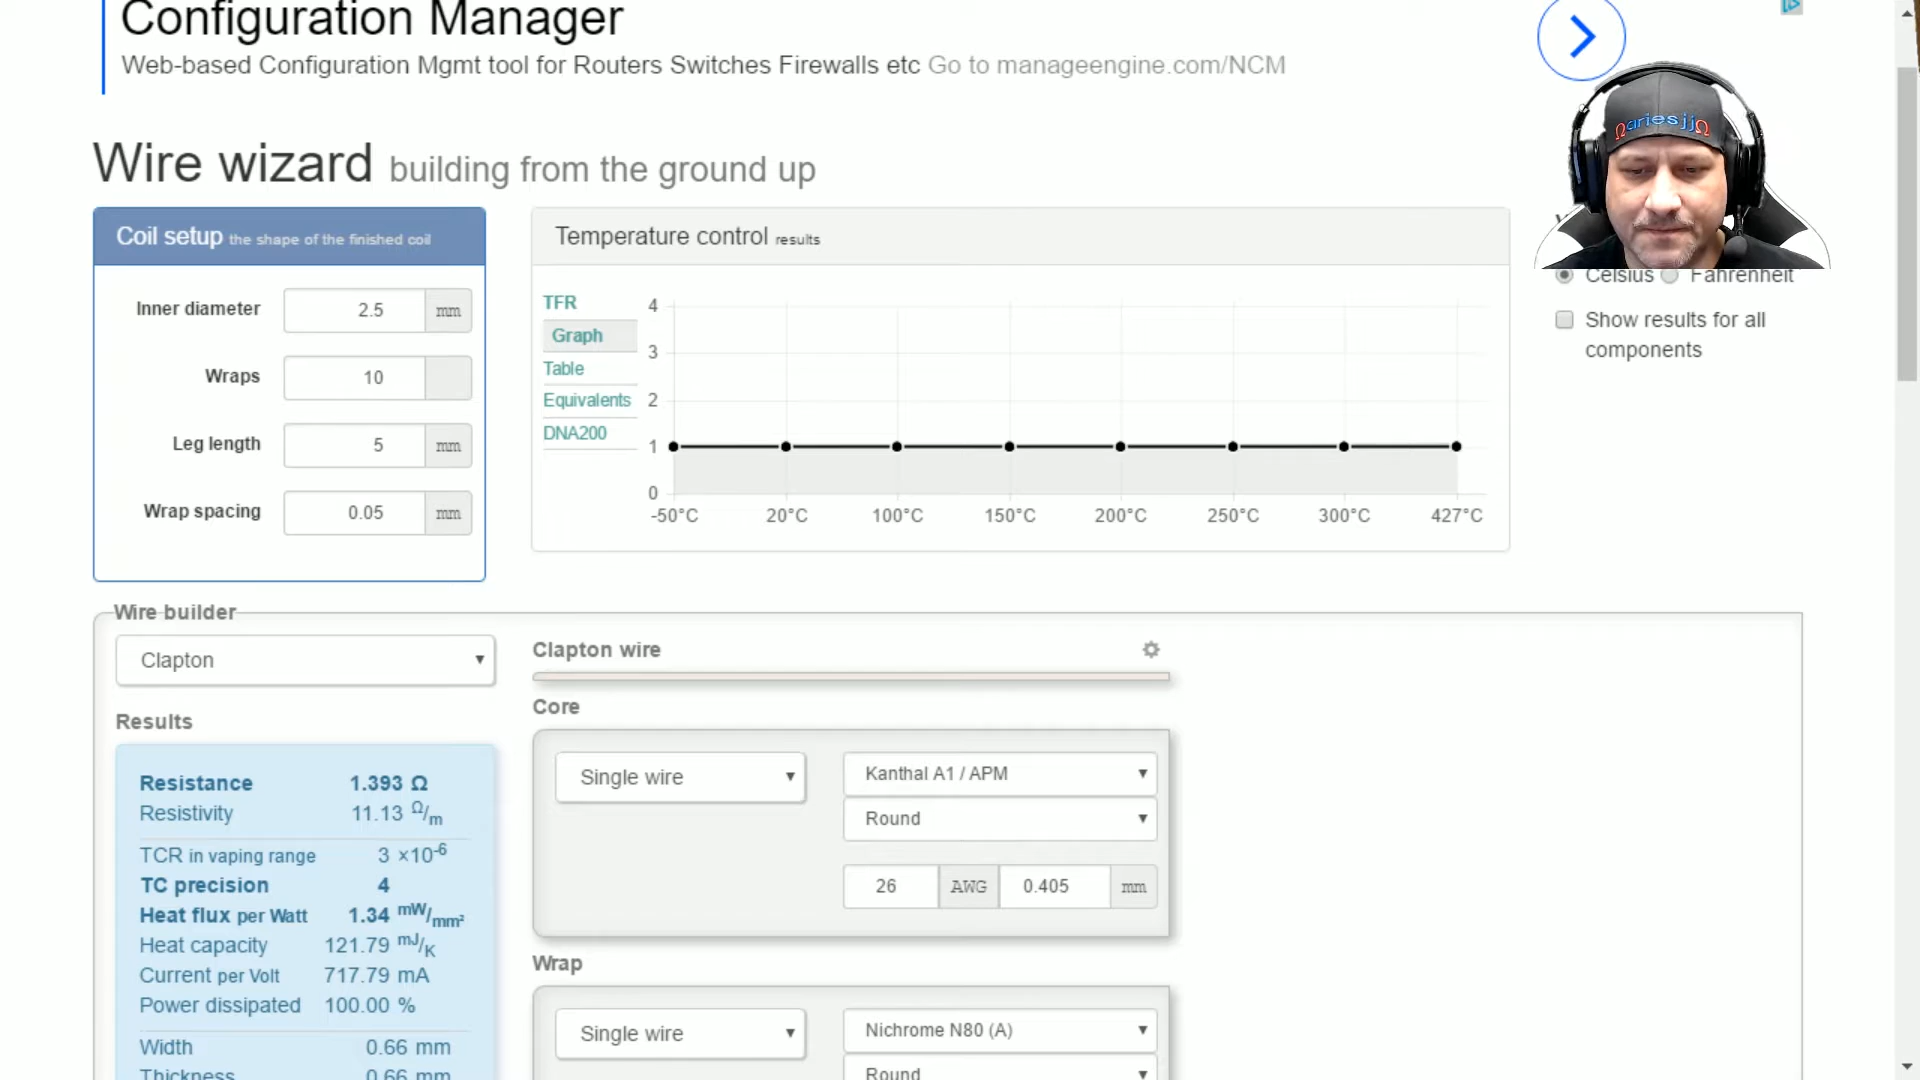 Configuration Manager
Web-based Configuration Mgmt tool for Routers Switches Firewalls etc Go to manageengine.com/NCM
Ωariesjj Ω
Wire wizard building from the ground up
Coil setup the shape of the finished coil
Inner diameter 2.5 mm
Wraps 10
Leg length 5 mm
Wrap spacing 0.05 mm
Temperature control results
TFR
Graph
Table
Equivalents
DNA200
4
3
2
1
0
-50°C 20°C 100°C 150°C 200°C 250°C 300°C 427°C
Celsius Fahrenheit
Show results for all
components
Wire builder
Clapton
Results
Resistance 1.393 Ω
Resistivity 11.13 Ω/m
TCR in vaping range 3 ×10-6
TC precision 4
Heat flux per Watt 1.34 mW/mm²
Heat capacity 121.79 mJ/K
Current per Volt 717.79 mA
Power dissipated 100.00 %
Width 0.66 mm
Thickness 0.66 mm
Clapton wire
Core
Single wire
Kanthal A1 / APM
Round
26 AWG 0.405 mm
Wrap
Single wire
Nichrome N80 (A)
Round